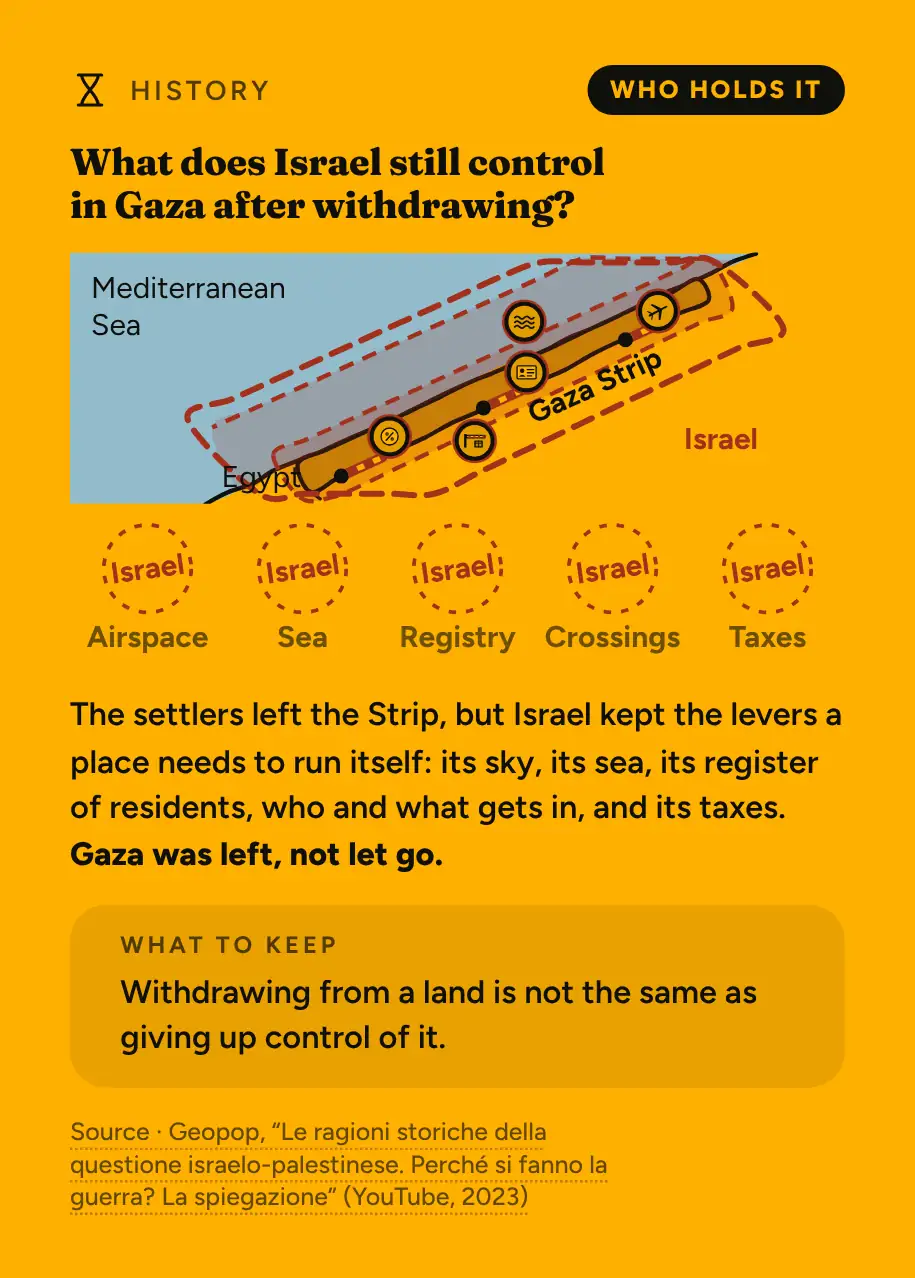 HISTORY
WHO HOLDS IT
What does Israel still control
in Gaza after withdrawing?
Mediterranean
Sea
Gaza Strip
Israel
Egypt
Israel
Israel
Israel
Israel
Israel
Airspace
Sea
Registry
Crossings
Taxes
The settlers left the Strip, but Israel kept the levers a
place needs to run itself: its sky, its sea, its register
of residents, who and what gets in, and its taxes.
Gaza was left, not let go.
WHAT TO KEEP
Withdrawing from a land is not the same as
giving up control of it.
Source · Geopop, “Le ragioni storiche della
questione israelo-palestinese. Perché si fanno la
guerra? La spiegazione” (YouTube, 2023)